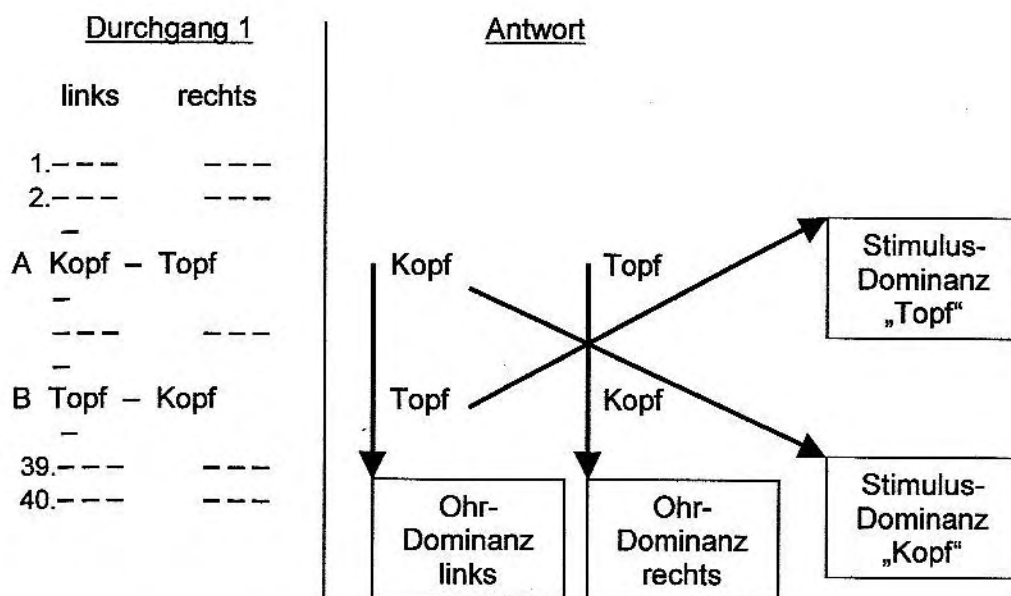 Durchgang 1 Antwort
links rechts
1.--- ---
2.--- ---
–
A Kopf – Topf Kopf Topf Stimulus-
Dominanz
„Topf“
–
--- ---
–
B Topf – Kopf Topf Kopf
–
39.--- ---
40.--- ---
Ohr-
Dominanz
links
Ohr-
Dominanz
rechts
Stimulus-
Dominanz
„Kopf“